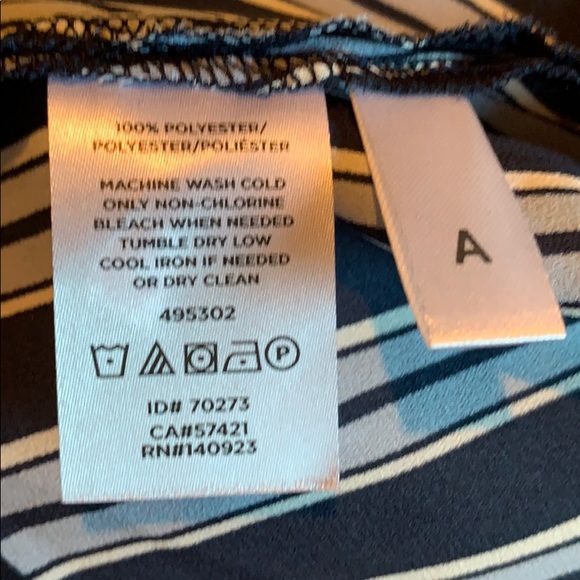 100% POLYESTER/
POLYESTER/POLIÉSTER
MACHINE WASH COLD
ONLY NON-CHLORINE
BLEACH WHEN NEEDED
TUMBLE DRY LOW
COOL IRON IF NEEDED
OR DRY CLEAN
495302
P
ID# 70273
CA#57421
RN#140923
A